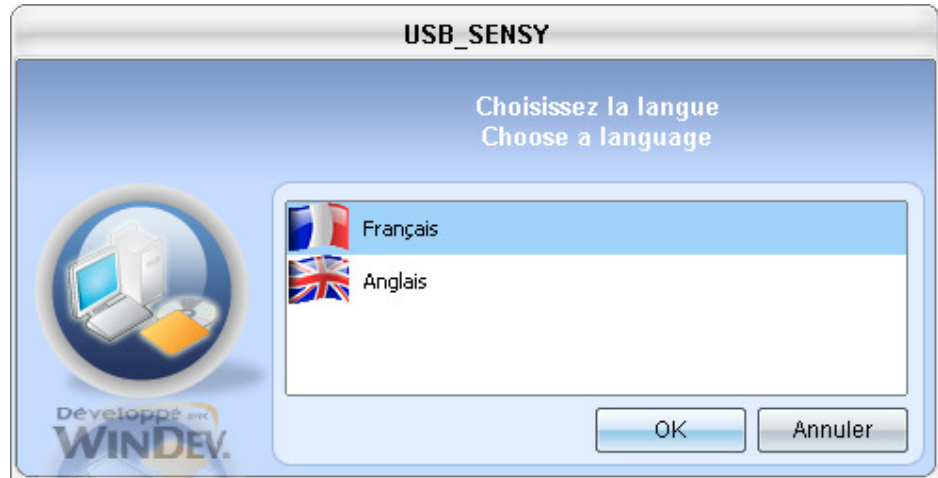 USB_SENSY
Choisissez la langue
Choose a language
Français
Anglais
Développé avec
WINDEV.
OK
Annuler